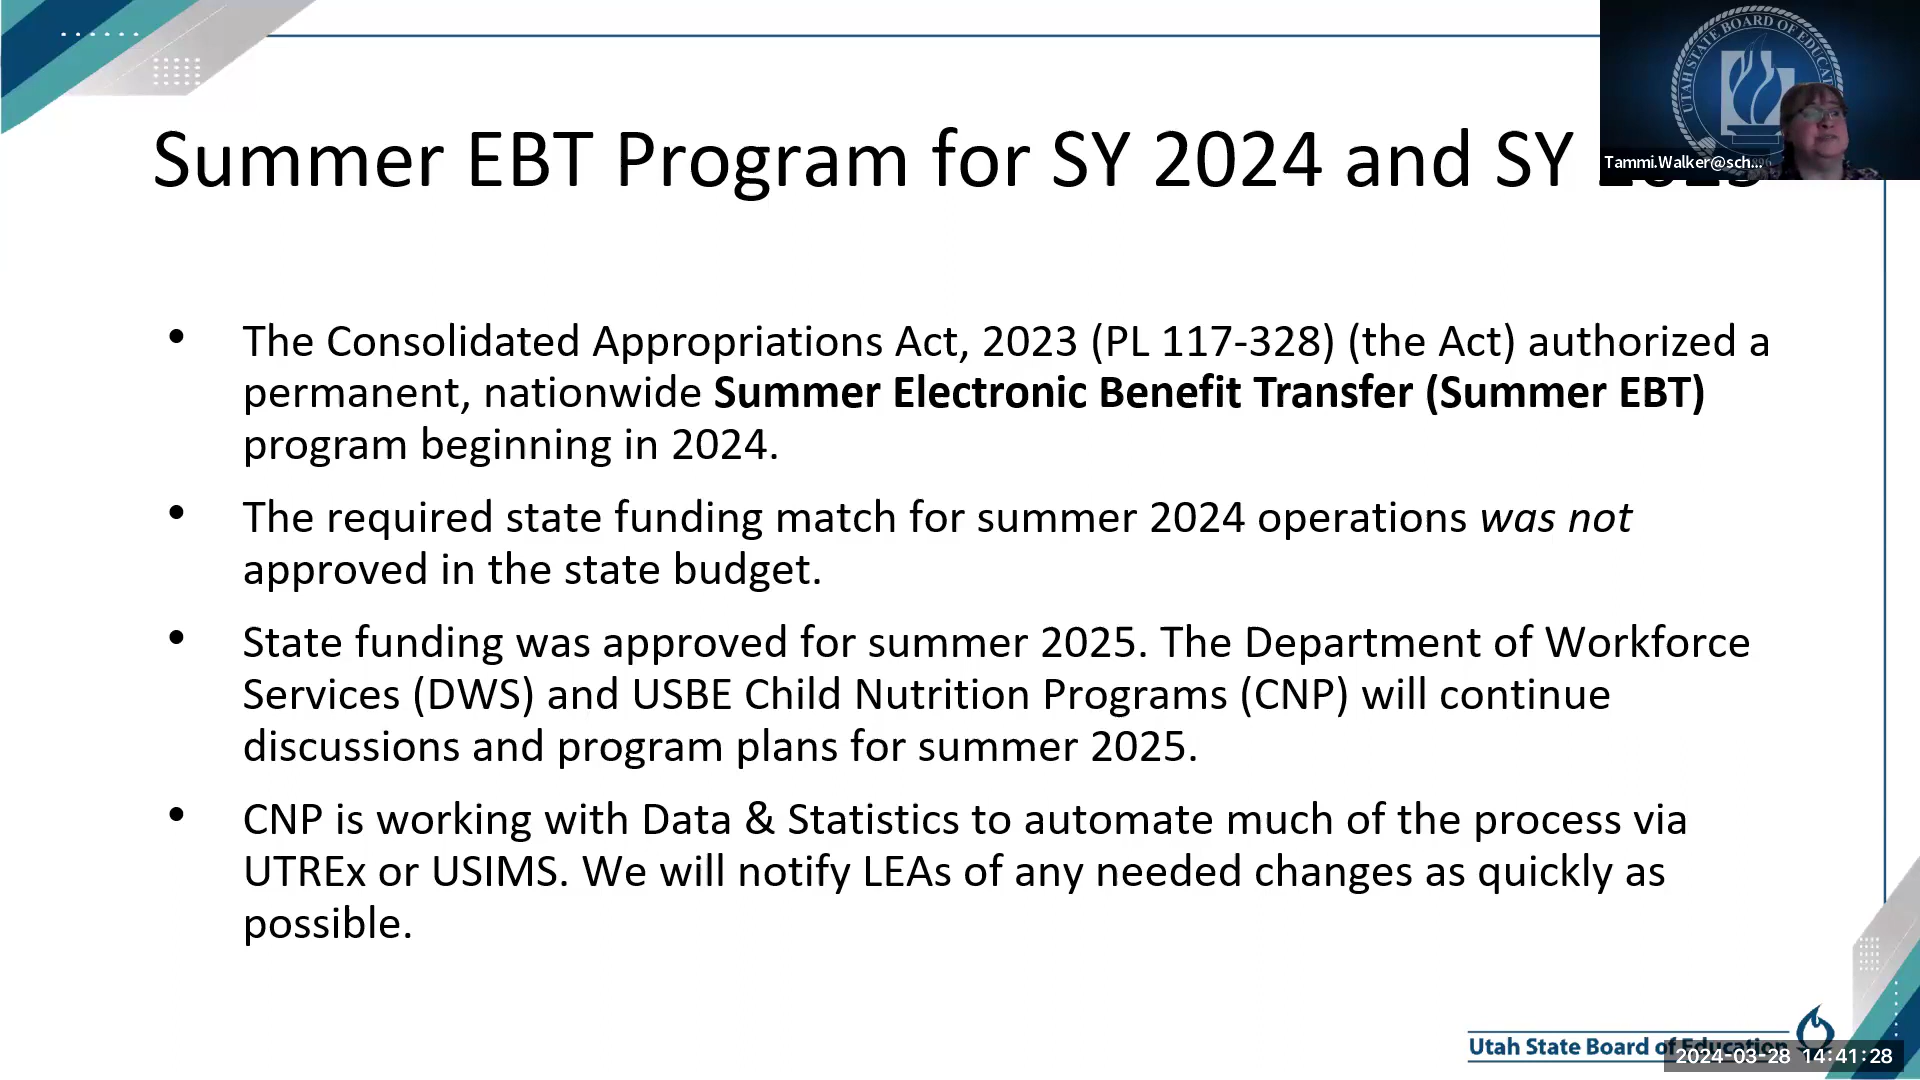 UTAH STATE BOARD OF EDUCAT
Tammi.Walker@sch...
Summer EBT Program for SY 2024 and SY
• The Consolidated Appropriations Act, 2023 (PL 117-328) (the Act) authorized a
permanent, nationwide Summer Electronic Benefit Transfer (Summer EBT)
program beginning in 2024.
• The required state funding match for summer 2024 operations was not
approved in the state budget.
• State funding was approved for summer 2025. The Department of Workforce
Services (DWS) and USBE Child Nutrition Programs (CNP) will continue
discussions and program plans for summer 2025.
• CNP is working with Data & Statistics to automate much of the process via
UTREx or USIMS. We will notify LEAs of any needed changes as quickly as
possible.
Utah State Board of Education
2024-03-28 14:41:28